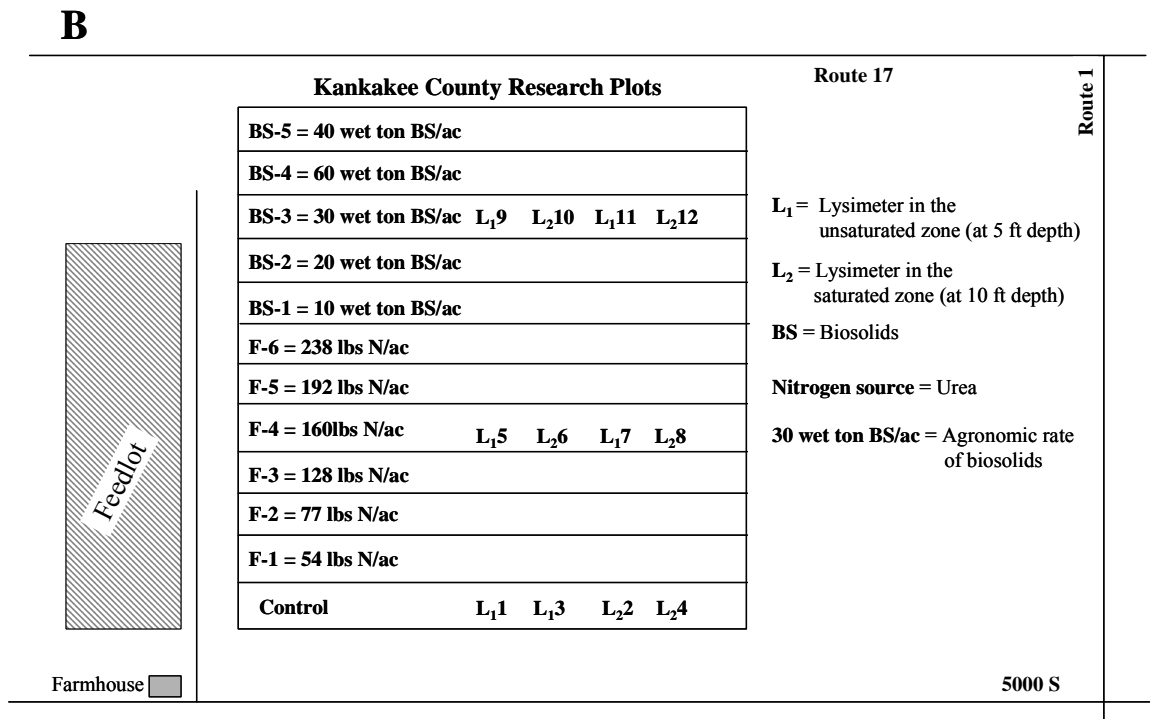 B
Route 17
Route 1
Kankakee County Research Plots
BS-5 = 40 wet ton BS/ac
BS-4 = 60 wet ton BS/ac
BS-3 = 30 wet ton BS/ac L₁9 L₂10 L₁11 L₂12
BS-2 = 20 wet ton BS/ac
BS-1 = 10 wet ton BS/ac
F-6 = 238 lbs N/ac
F-5 = 192 lbs N/ac
F-4 = 160lbs N/ac L₁5 L₂6 L₁7 L₂8
F-3 = 128 lbs N/ac
F-2 = 77 lbs N/ac
F-1 = 54 lbs N/ac
Control L₁1 L₁3 L₂2 L₂4
L₁ = Lysimeter in the
unsaturated zone (at 5 ft depth)
L₂ = Lysimeter in the
saturated zone (at 10 ft depth)
BS = Biosolids
Nitrogen source = Urea
30 wet ton BS/ac = Agronomic rate
of biosolids
Feedlot
Farmhouse
5000 S